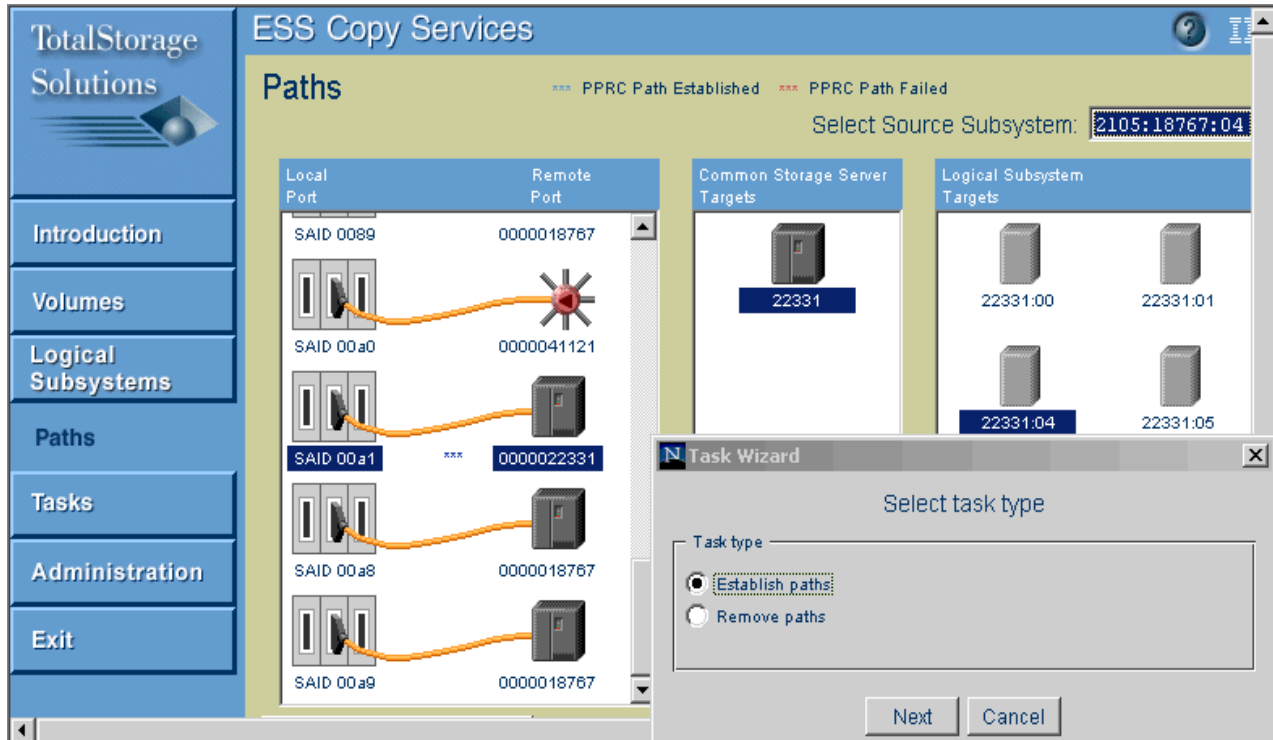 TotalStorage
Solutions
ESS Copy Services
?
Paths
*** PPRC Path Established *** PPRC Path Failed
Select Source Subsystem: 2105:18767:04
Local
Port
Remote
Port
Common Storage Server
Targets
Logical Subsystem
Targets
Introduction
Volumes
Logical
Subsystems
Paths
Tasks
Administration
Exit
SAID 0089 0000018767
SAID 00a0 0000041121
SAID 00a1 *** 0000022331
SAID 00a8 0000018767
SAID 00a9 0000018767
22331
22331:00 22331:01
22331:04 22331:05
N Task Wizard
Select task type
Task type
Establish paths
Remove paths
Next Cancel